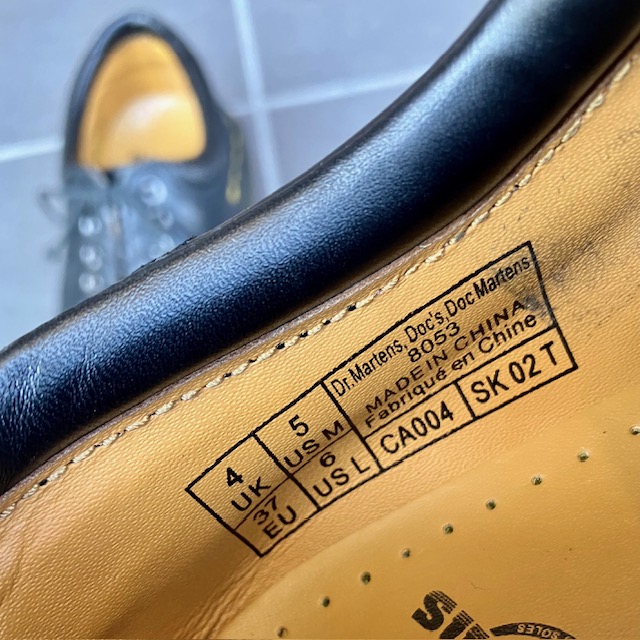 Dr. Martens, Doc's, Doc Martens
8053
MADE IN CHINA
Fabriqué en Chine
4 UK
5 US M
37 EU
6 US L
CA004
SK 02 T
SOLES